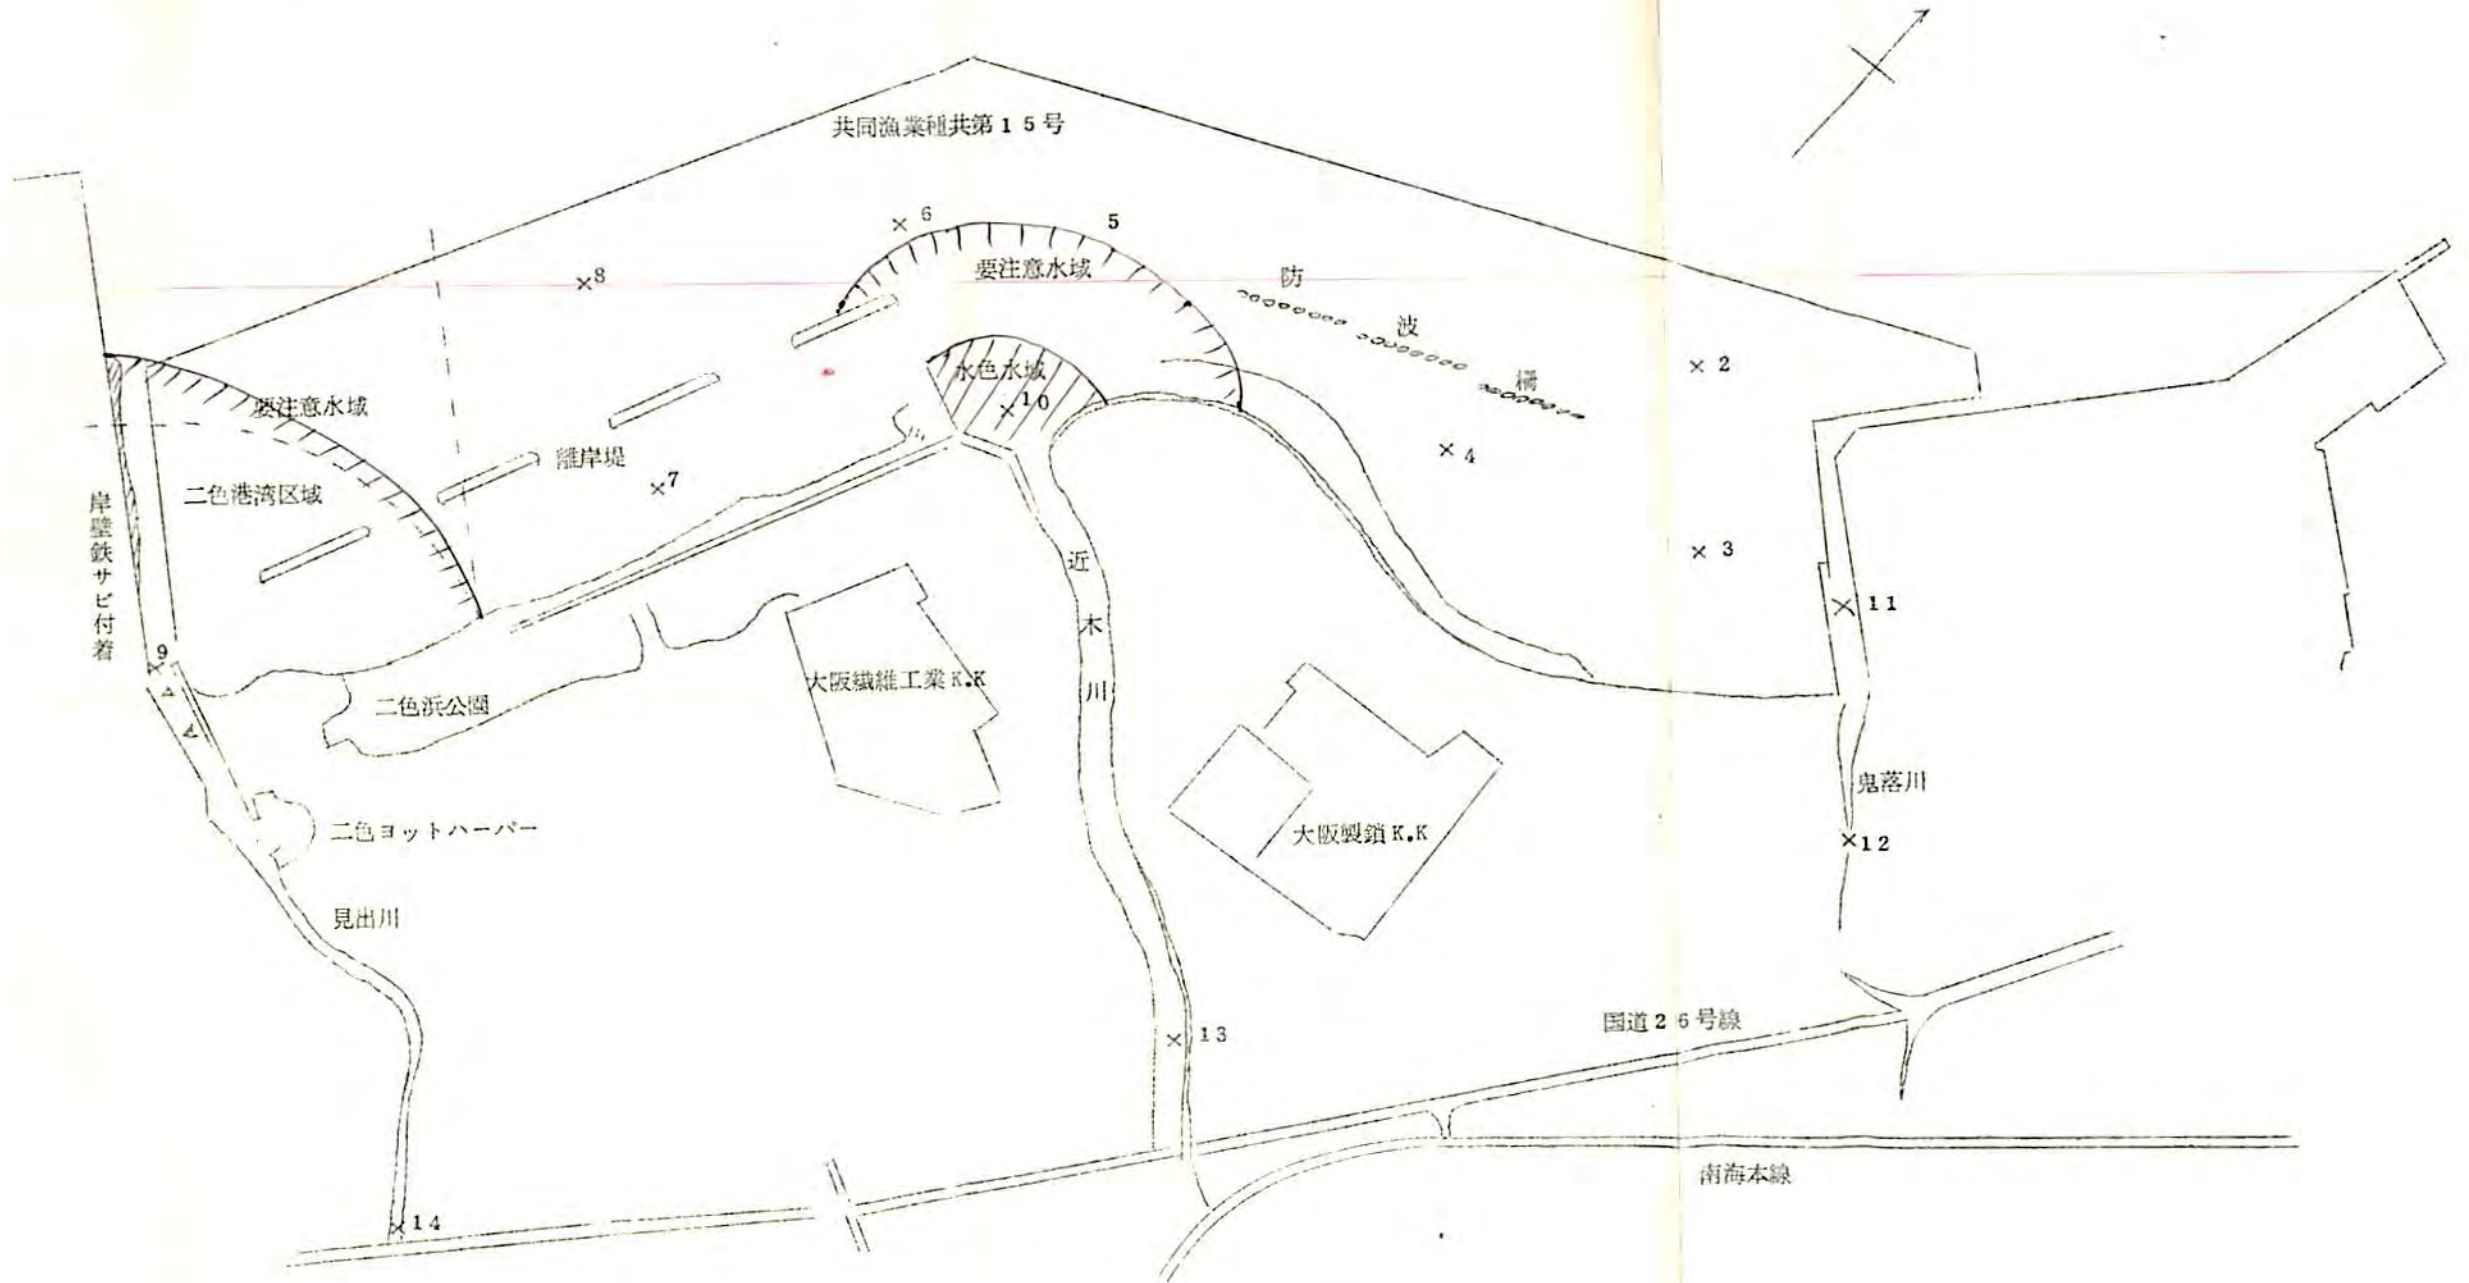 共同漁業種共第15号
6
5
8
要注意水域
防
波
柵
2
水色水域
10
要注意水域
離岸堤
4
7
二色港湾区域
岸壁鉄サビ付着
3
近木川
11
9
大阪繊維工業K.K
二色浜公園
鬼落川
二色ヨットハーバー
大阪製鎖K.K
12
見出川
国道26号線
13
南海本線
14